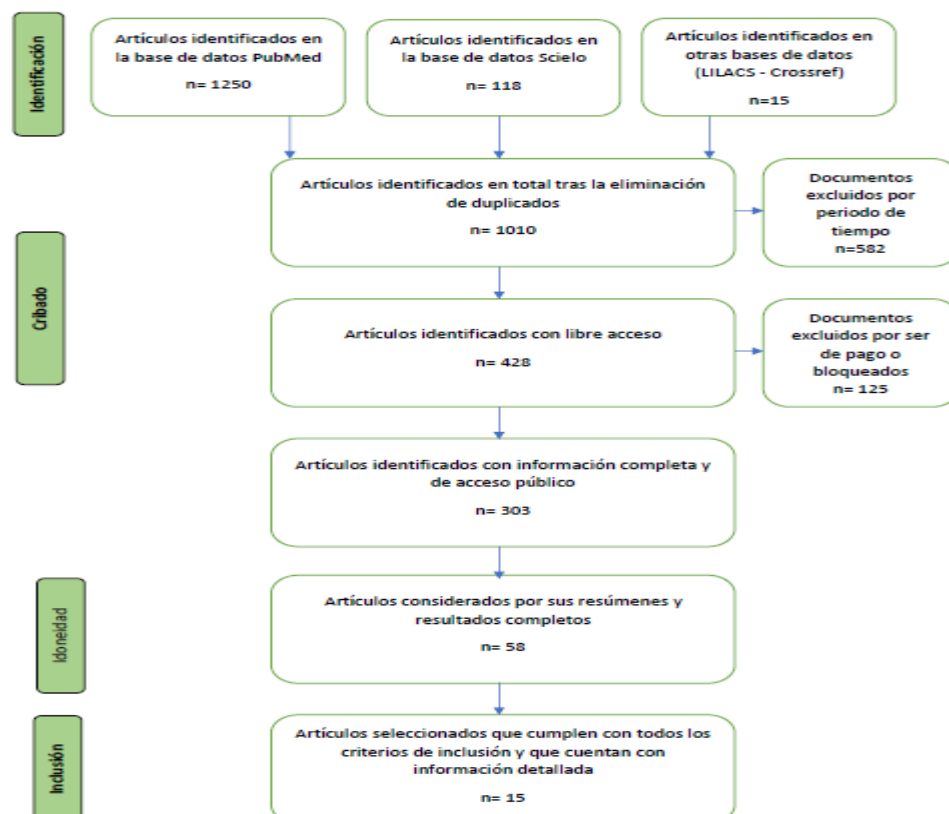 Identificación
Artículos identificados en
la base de datos PubMed
n= 1250
Artículos identificados en
la base de datos Scielo
n= 118
Artículos identificados en
otras bases de datos
(LILACS - Crossref)
n=15
Artículos identificados en total tras la eliminación
de duplicados
n= 1010
Documentos
excluidos por
periodo de
tiempo
n=582
Cribado
Artículos identificados con libre acceso
n= 428
Documentos
excluidos por ser
de pago o
bloqueados
n= 125
Artículos identificados con información completa y
de acceso público
n= 303
Idoneidad
Artículos considerados por sus resúmenes y
resultados completos
n= 58
Inclusión
Artículos seleccionados que cumplen con todos los
criterios de inclusión y que cuentan con
información detallada
n= 15